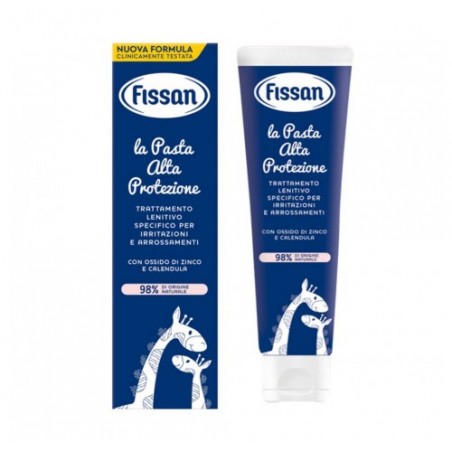 NUOVA FORMULA
CLINICAMENTE TESTATA
Fissan
la Pasta
Alta
Protezione
TRATTAMENTO
LENITIVO
SPECIFICO PER
IRRITAZIONI
E ARROSSAMENTI
CON OSSIDO DI ZINCO
E CALENDULA
98% DI ORIGINE
NATURALE
Fissan
la Pasta
Alta
Protezione
TRATTAMENTO
LENITIVO
SPECIFICO PER
IRRITAZIONI
E ARROSSAMENTI
CON OSSIDO DI ZINCO
E CALENDULA
98% DI ORIGINE
NATURALE